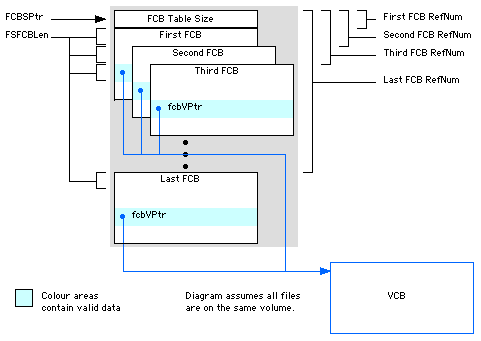 FCBSPtr
FCB Table Size
First FCB RefNum
FSFCBLen
First FCB
Second FCB RefNum
Second FCB
Third FCB RefNum
Third FCB
Last FCB RefNum
fcbVPtr
Last FCB
fcbVPtr
Colour areas
contain valid data
Diagram assumes all files
are on the same volume.
VCB